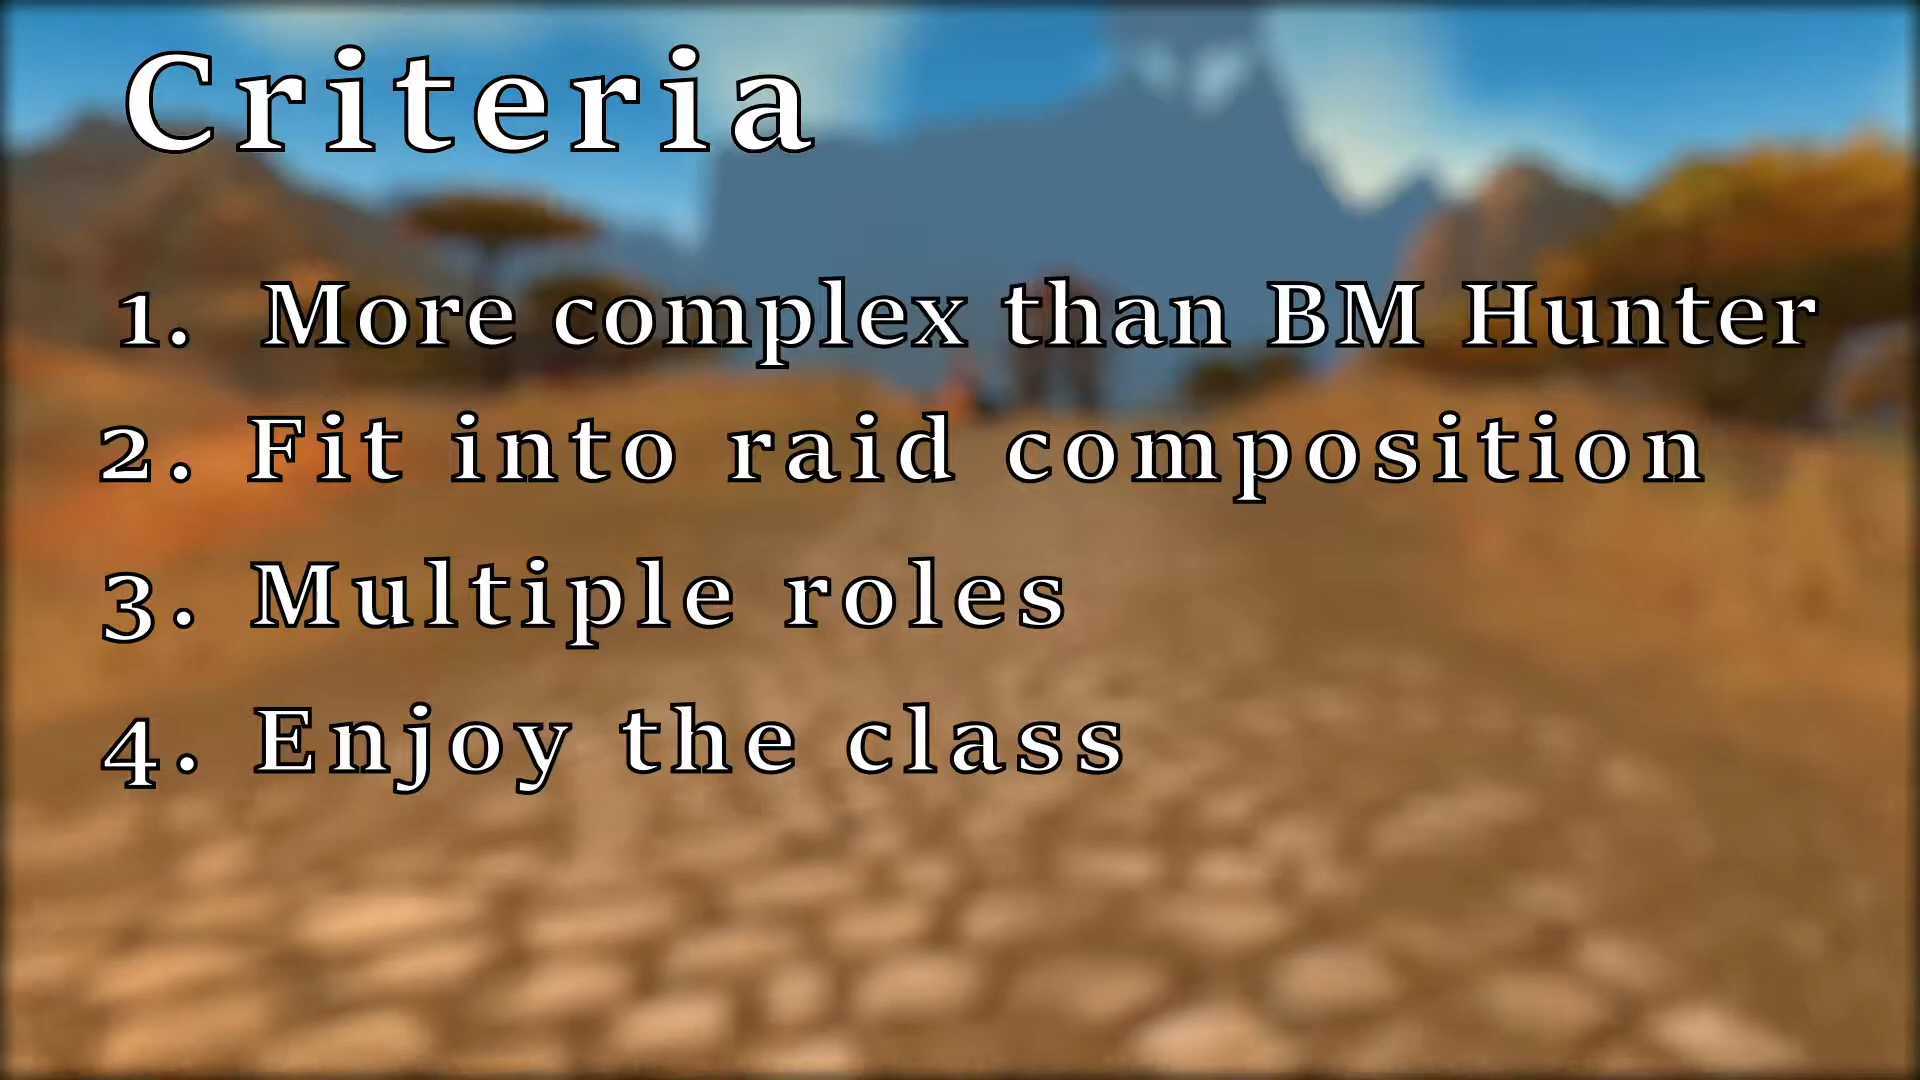 Criteria
1. More complex than BM Hunter
2. Fit into raid composition
3. Multiple roles
4. Enjoy the class